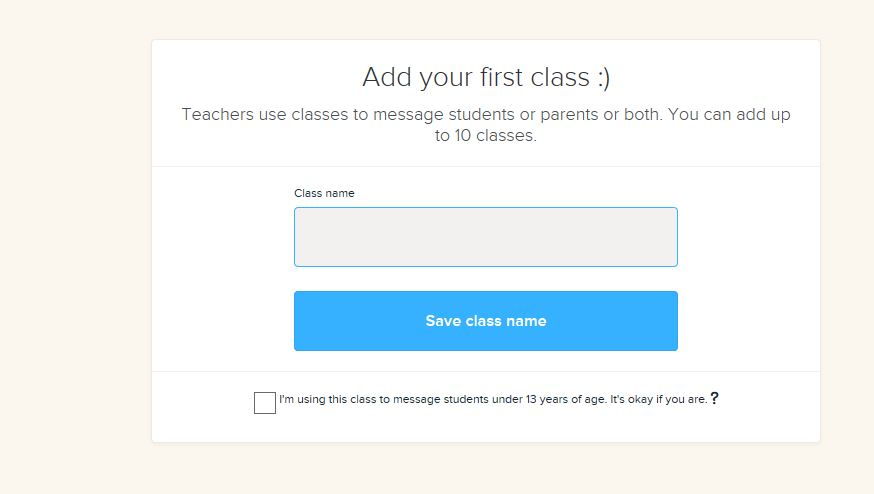 Add your first class :)
Teachers use classes to message students or parents or both. You can add up
to 10 classes.
Class name
Save class name
I'm using this class to message students under 13 years of age. It's okay if you are. ?